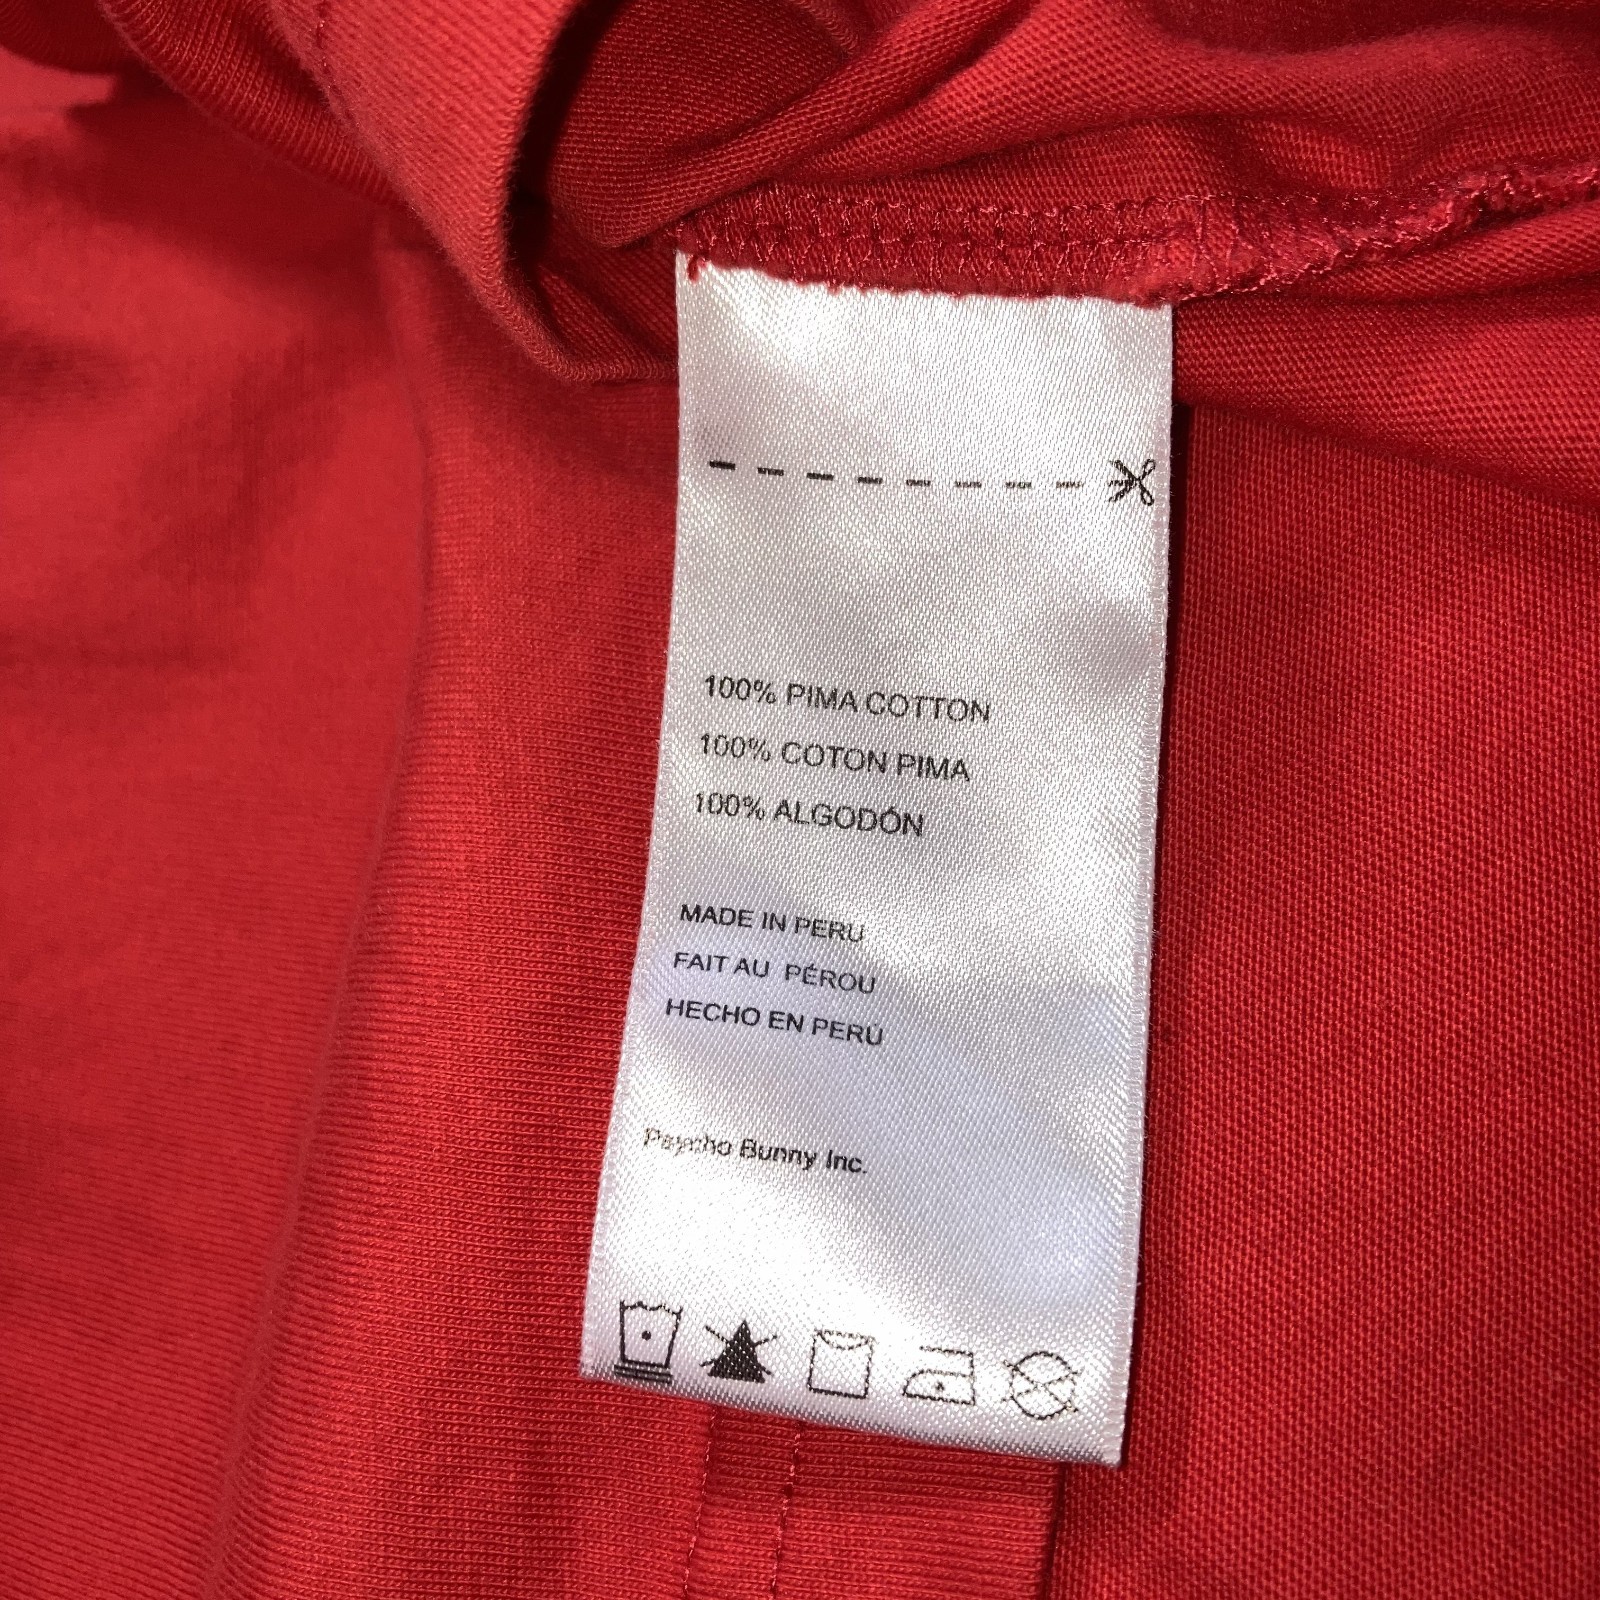 100% PIMA COTTON
100% COTON PIMA
100% ALGODÓN
MADE IN PERU
FAIT AU PÉROU
HECHO EN PERÚ
Psycho Bunny Inc.